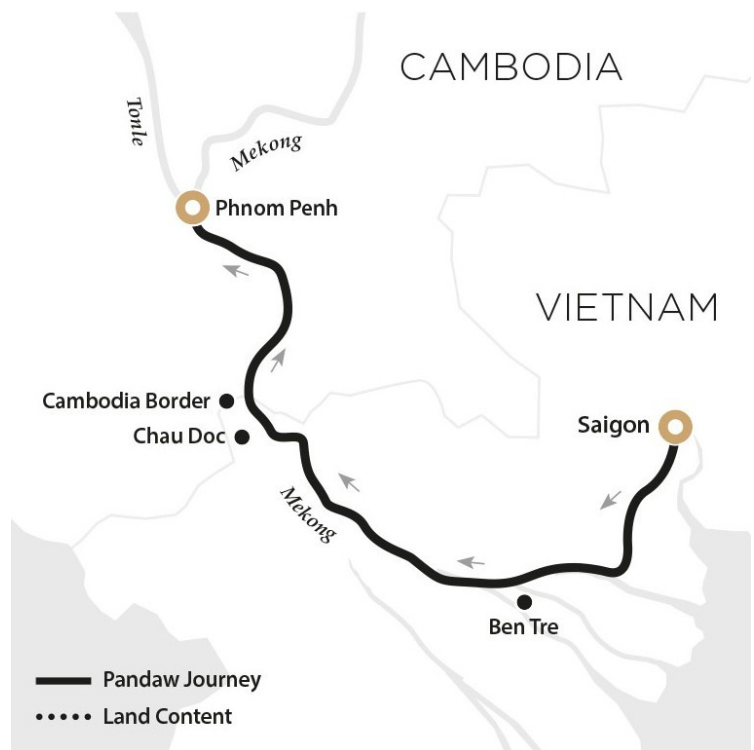 CAMBODIA
Tonle
Mekong
Phnom Penh
VIETNAM
Cambodia Border
Chau Doc
Saigon
Mekong
Ben Tre
Pandaw Journey
Land Content